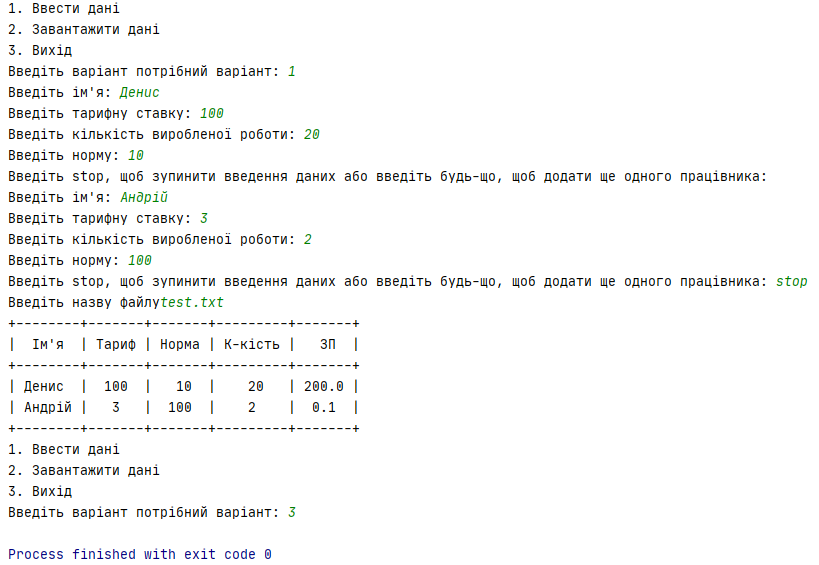 1. Ввести дані
2. Завантажити дані
3. Вихід
Введіть варіант потрібний варіант: 1
Введіть ім'я: Денис
Введіть тарифну ставку: 100
Введіть кількість виробленої роботи: 20
Введіть норму: 10
Введіть stop, щоб зупинити введення даних або введіть будь-що, щоб додати ще одного працівника:
Введіть ім'я: Андрій
Введіть тарифну ставку: 3
Введіть кількість виробленої роботи: 2
Введіть норму: 100
Введіть stop, щоб зупинити введення даних або введіть будь-що, щоб додати ще одного працівника: stop
Введіть назву файлуtest.txt
+--------+-------+-------+---------+-------+
|  Ім'я  | Тариф | Норма | К-кість |   ЗП  |
+--------+-------+-------+---------+-------+
| Денис  |  100  |   10  |    20   | 200.0 |
| Андрій |   3   |  100  |    2    |  0.1  |
+--------+-------+-------+---------+-------+
1. Ввести дані
2. Завантажити дані
3. Вихід
Введіть варіант потрібний варіант: 3
Process finished with exit code 0